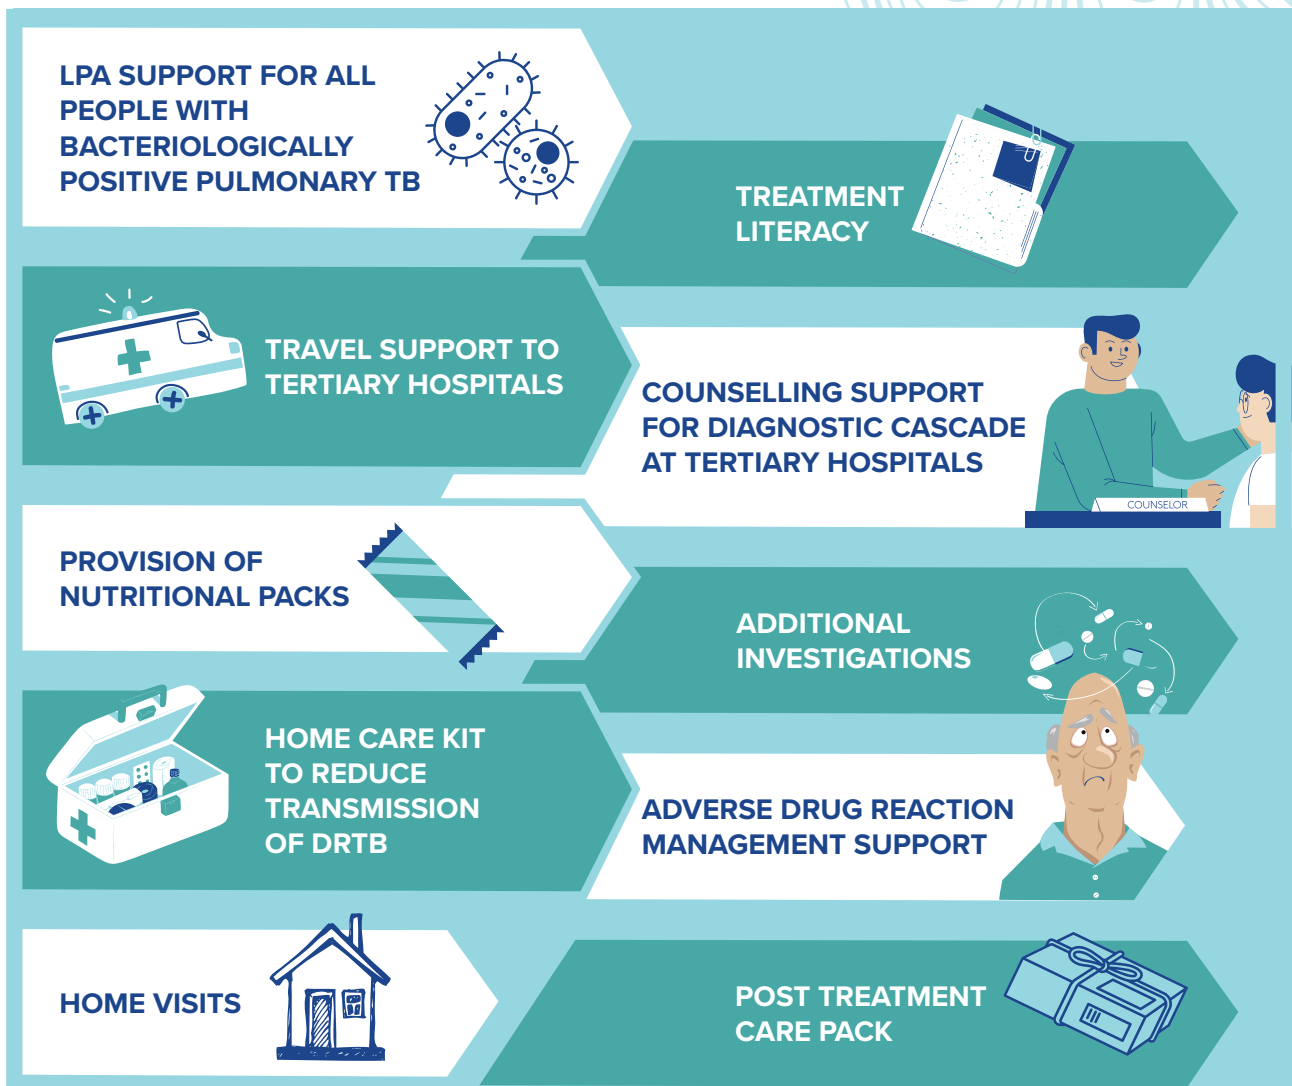 LPA SUPPORT FOR ALL
PEOPLE WITH
BACTERIOLOGICALLY
POSITIVE PULMONARY TB
TREATMENT
LITERACY
TRAVEL SUPPORT TO
TERTIARY HOSPITALS
COUNSELLING SUPPORT
FOR DIAGNOSTIC CASCADE
AT TERTIARY HOSPITALS
COUNSELOR
PROVISION OF
NUTRITIONAL PACKS
ADDITIONAL
INVESTIGATIONS
HOME CARE KIT
TO REDUCE
TRANSMISSION
OF DRTB
ADVERSE DRUG REACTION
MANAGEMENT SUPPORT
HOME VISITS
POST TREATMENT
CARE PACK